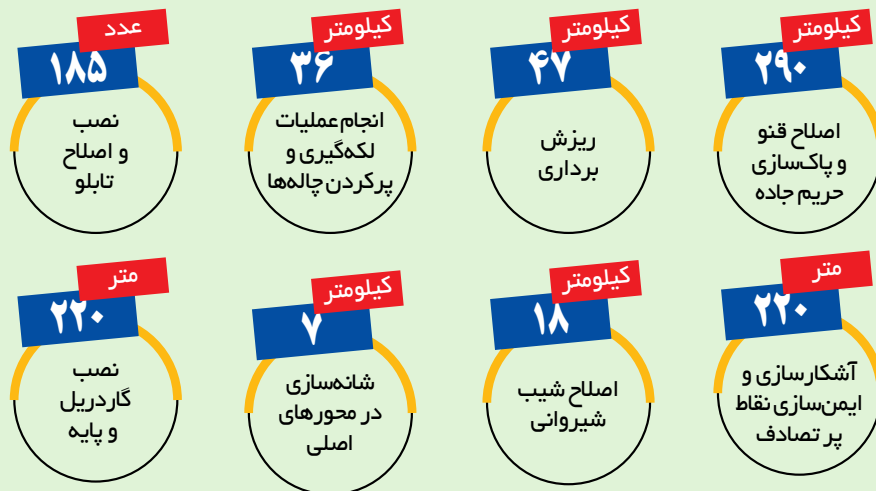 کیلومتر
۲۹۰
اصلاح قنو
و پاکسازی
حریم جاده
کیلومتر
۴۷
ریزش
برداری
کیلومتر
۳۶
انجام عملیات
لکه‌گیری و
پرکردن چاله‌ها
عدد
۱۸۵
نصب
و اصلاح
تابلو
متر
۲۲۰
آشکارسازی و
ایمن‌سازی نقاط
پر تصادف
کیلومتر
۱۸
اصلاح شیب
شیروانی
کیلومتر
۷
شانه‌سازی
در محورهای
اصلی
متر
۲۲۰
نصب
گاردریل
و پایه